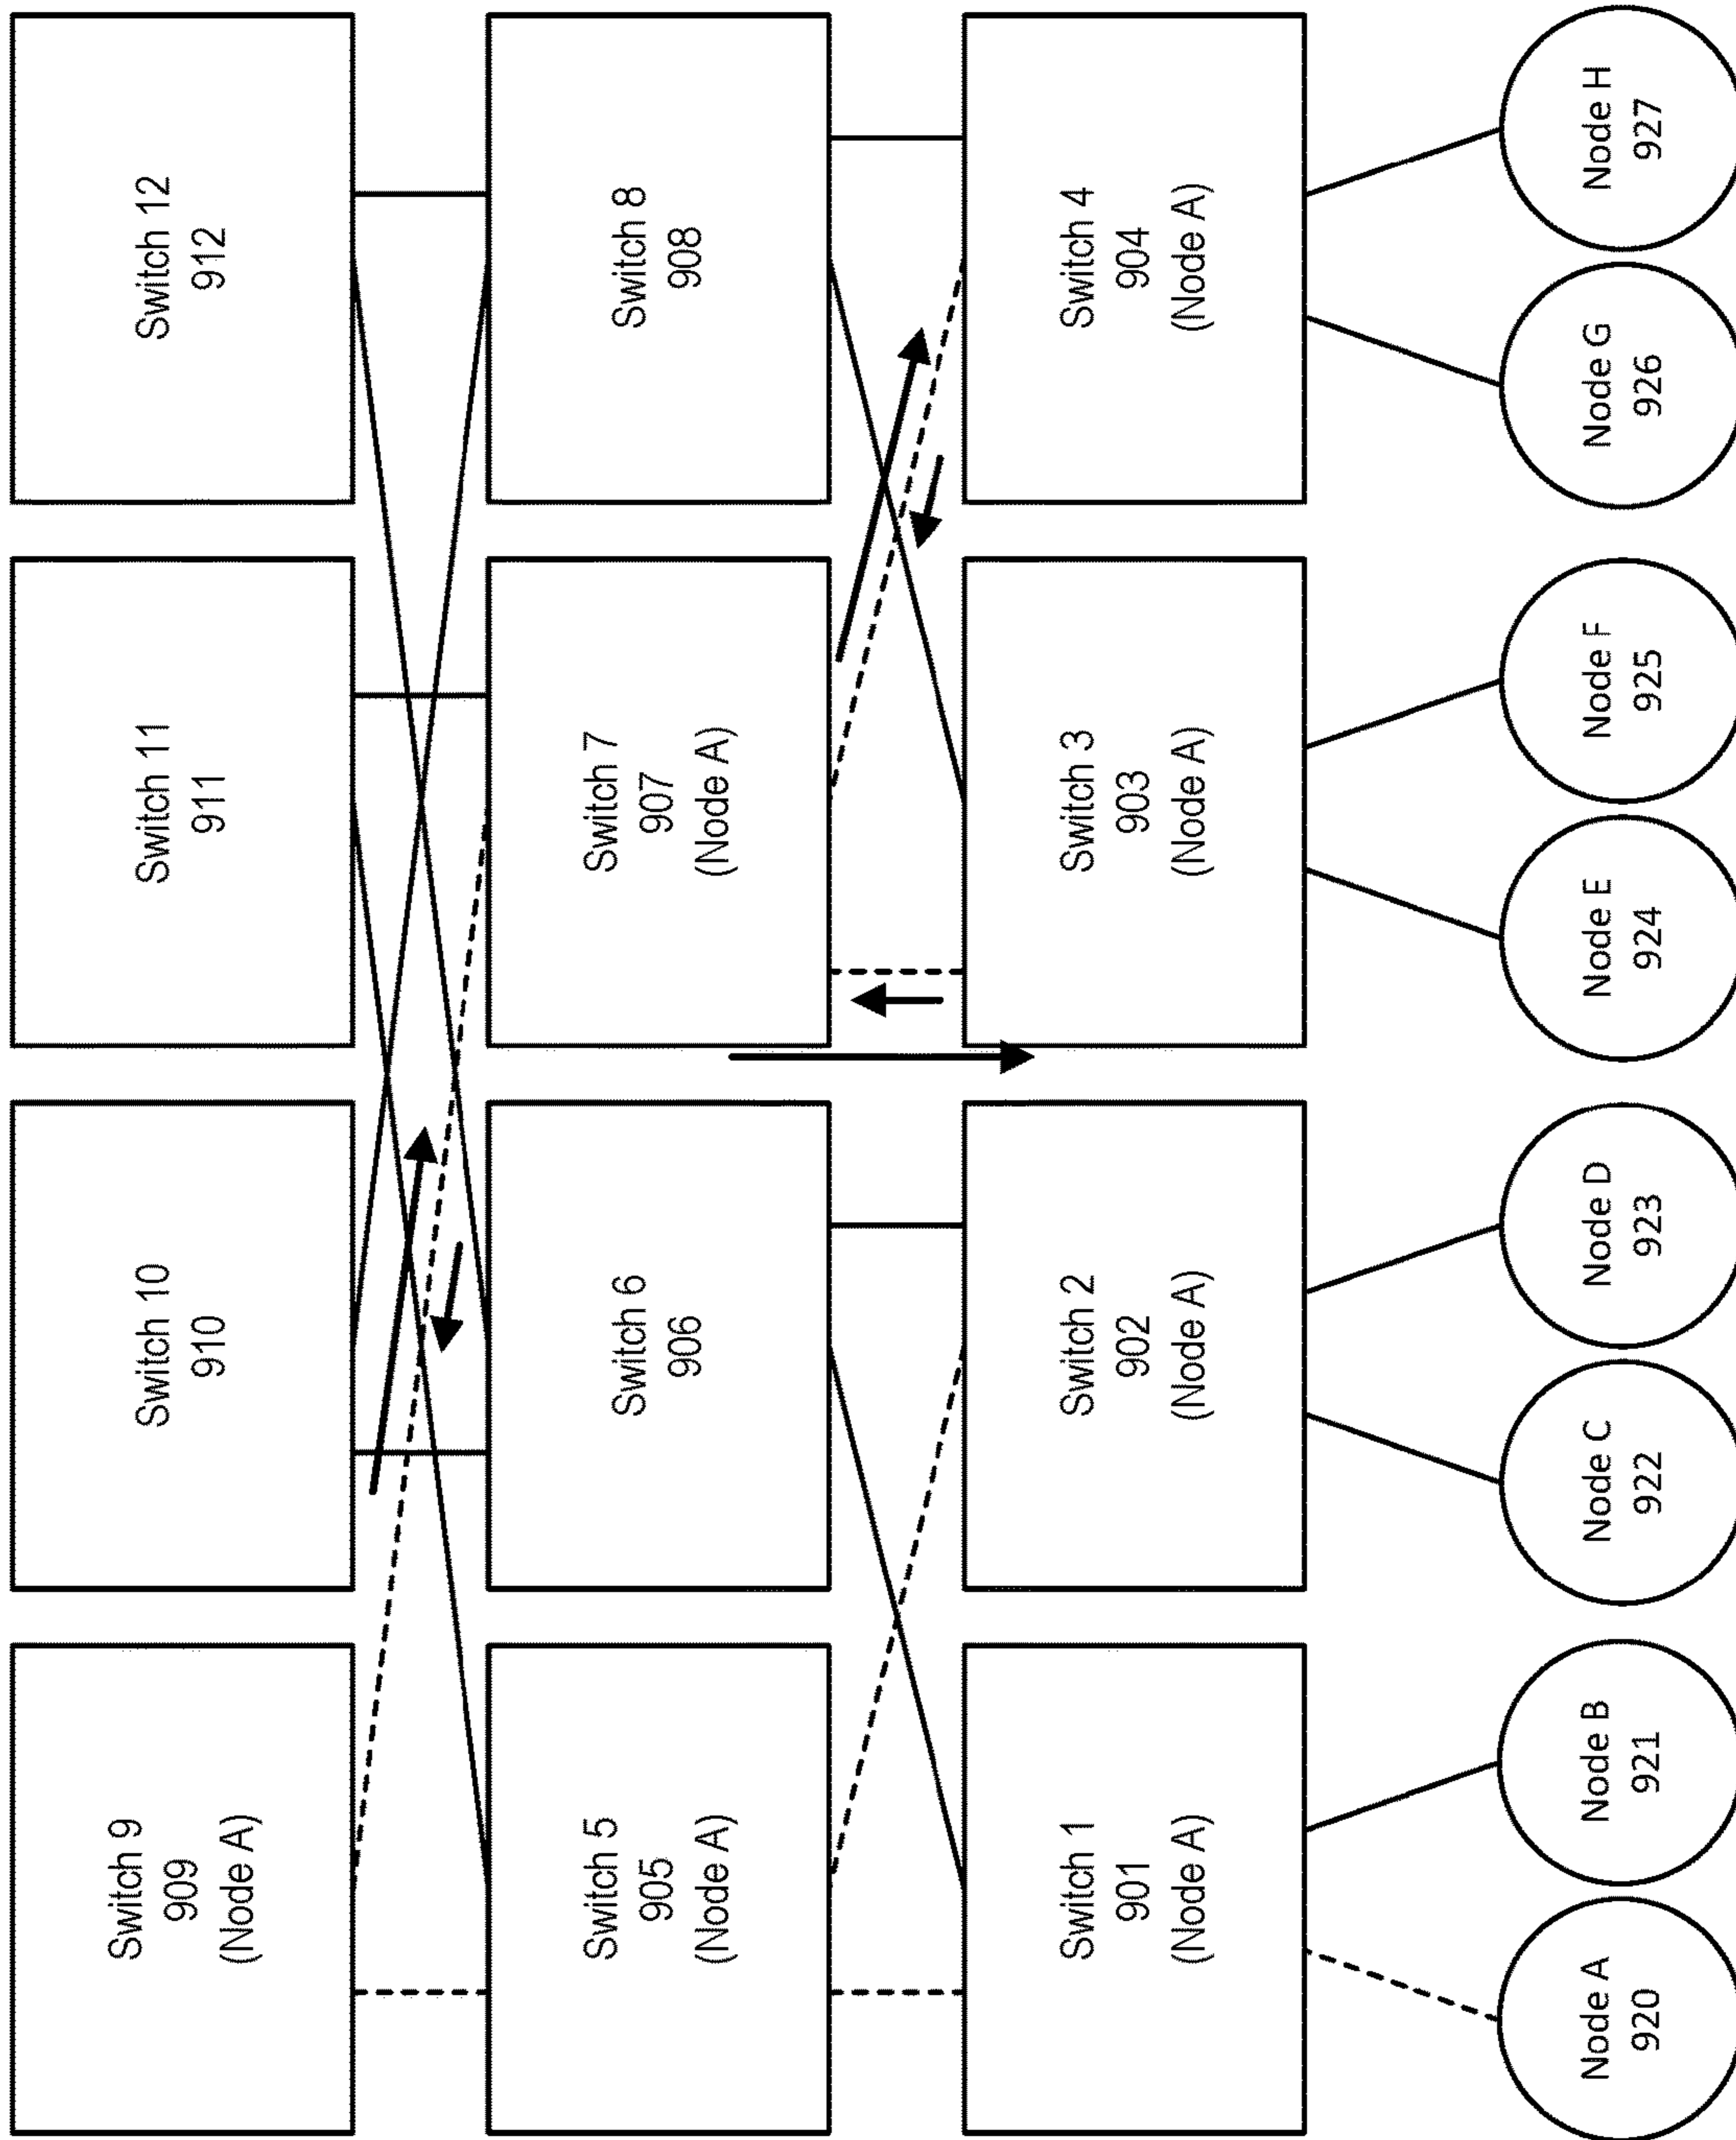 Switch 9
909
(Node A)
Switch 10
910
Switch 11
911
Switch 12
912
Switch 5
905
(Node A)
Switch 6
906
Switch 7
907
(Node A)
Switch 8
908
Switch 1
901
(Node A)
Switch 2
902
(Node A)
Switch 3
903
(Node A)
Switch 4
904
(Node A)
Node A
920
Node B
921
Node C
922
Node D
923
Node E
924
Node F
925
Node G
926
Node H
927